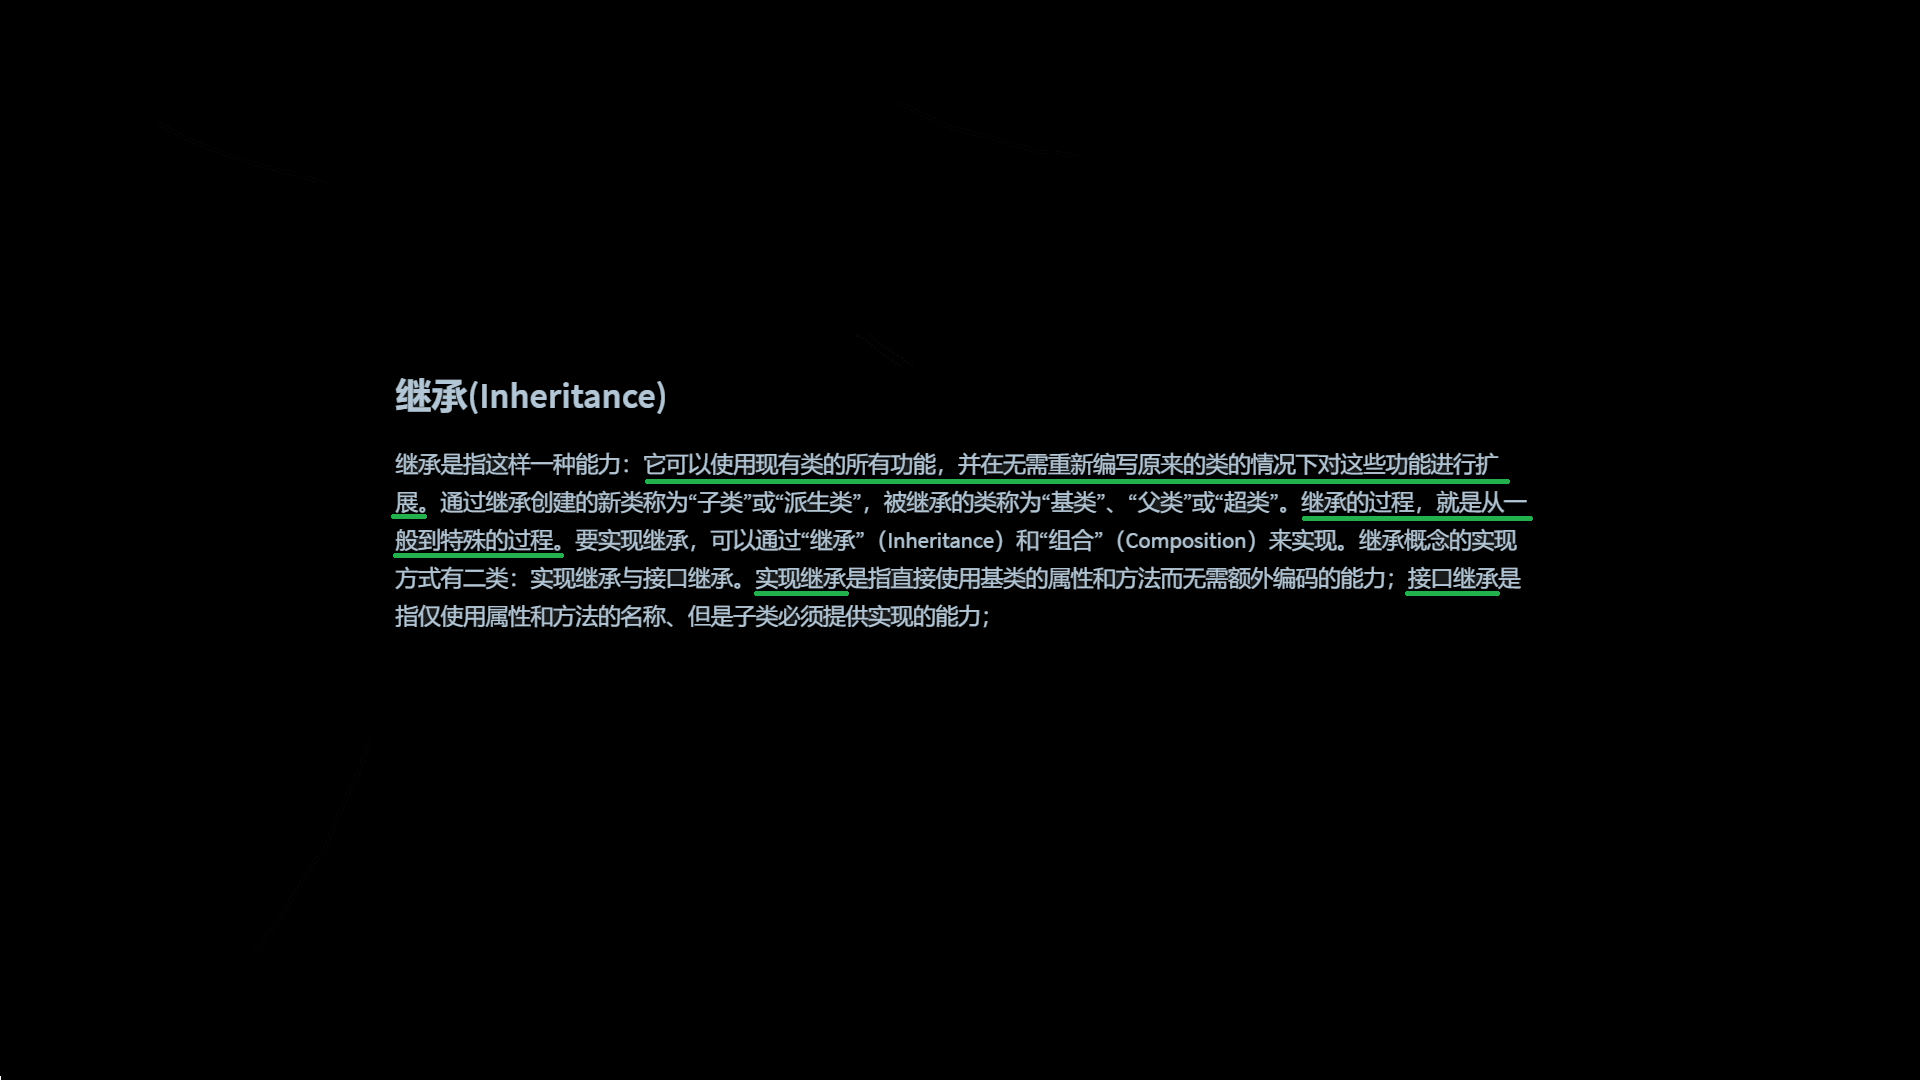 继承(Inheritance)
继承是指这样一种能力：它可以使用现有类的所有功能，并在无需重新编写原来的类的情况下对这些功能进行扩
展。通过继承创建的新类称为“子类”或“派生类”，被继承的类称为“基类”、“父类”或“超类”。继承的过程，就是从一
般到特殊的过程。要实现继承，可以通过“继承”（Inheritance）和“组合”（Composition）来实现。继承概念的实现
方式有二类：实现继承与接口继承。实现继承是指直接使用基类的属性和方法而无需额外编码的能力；接口继承是
指仅使用属性和方法的名称、但是子类必须提供实现的能力；